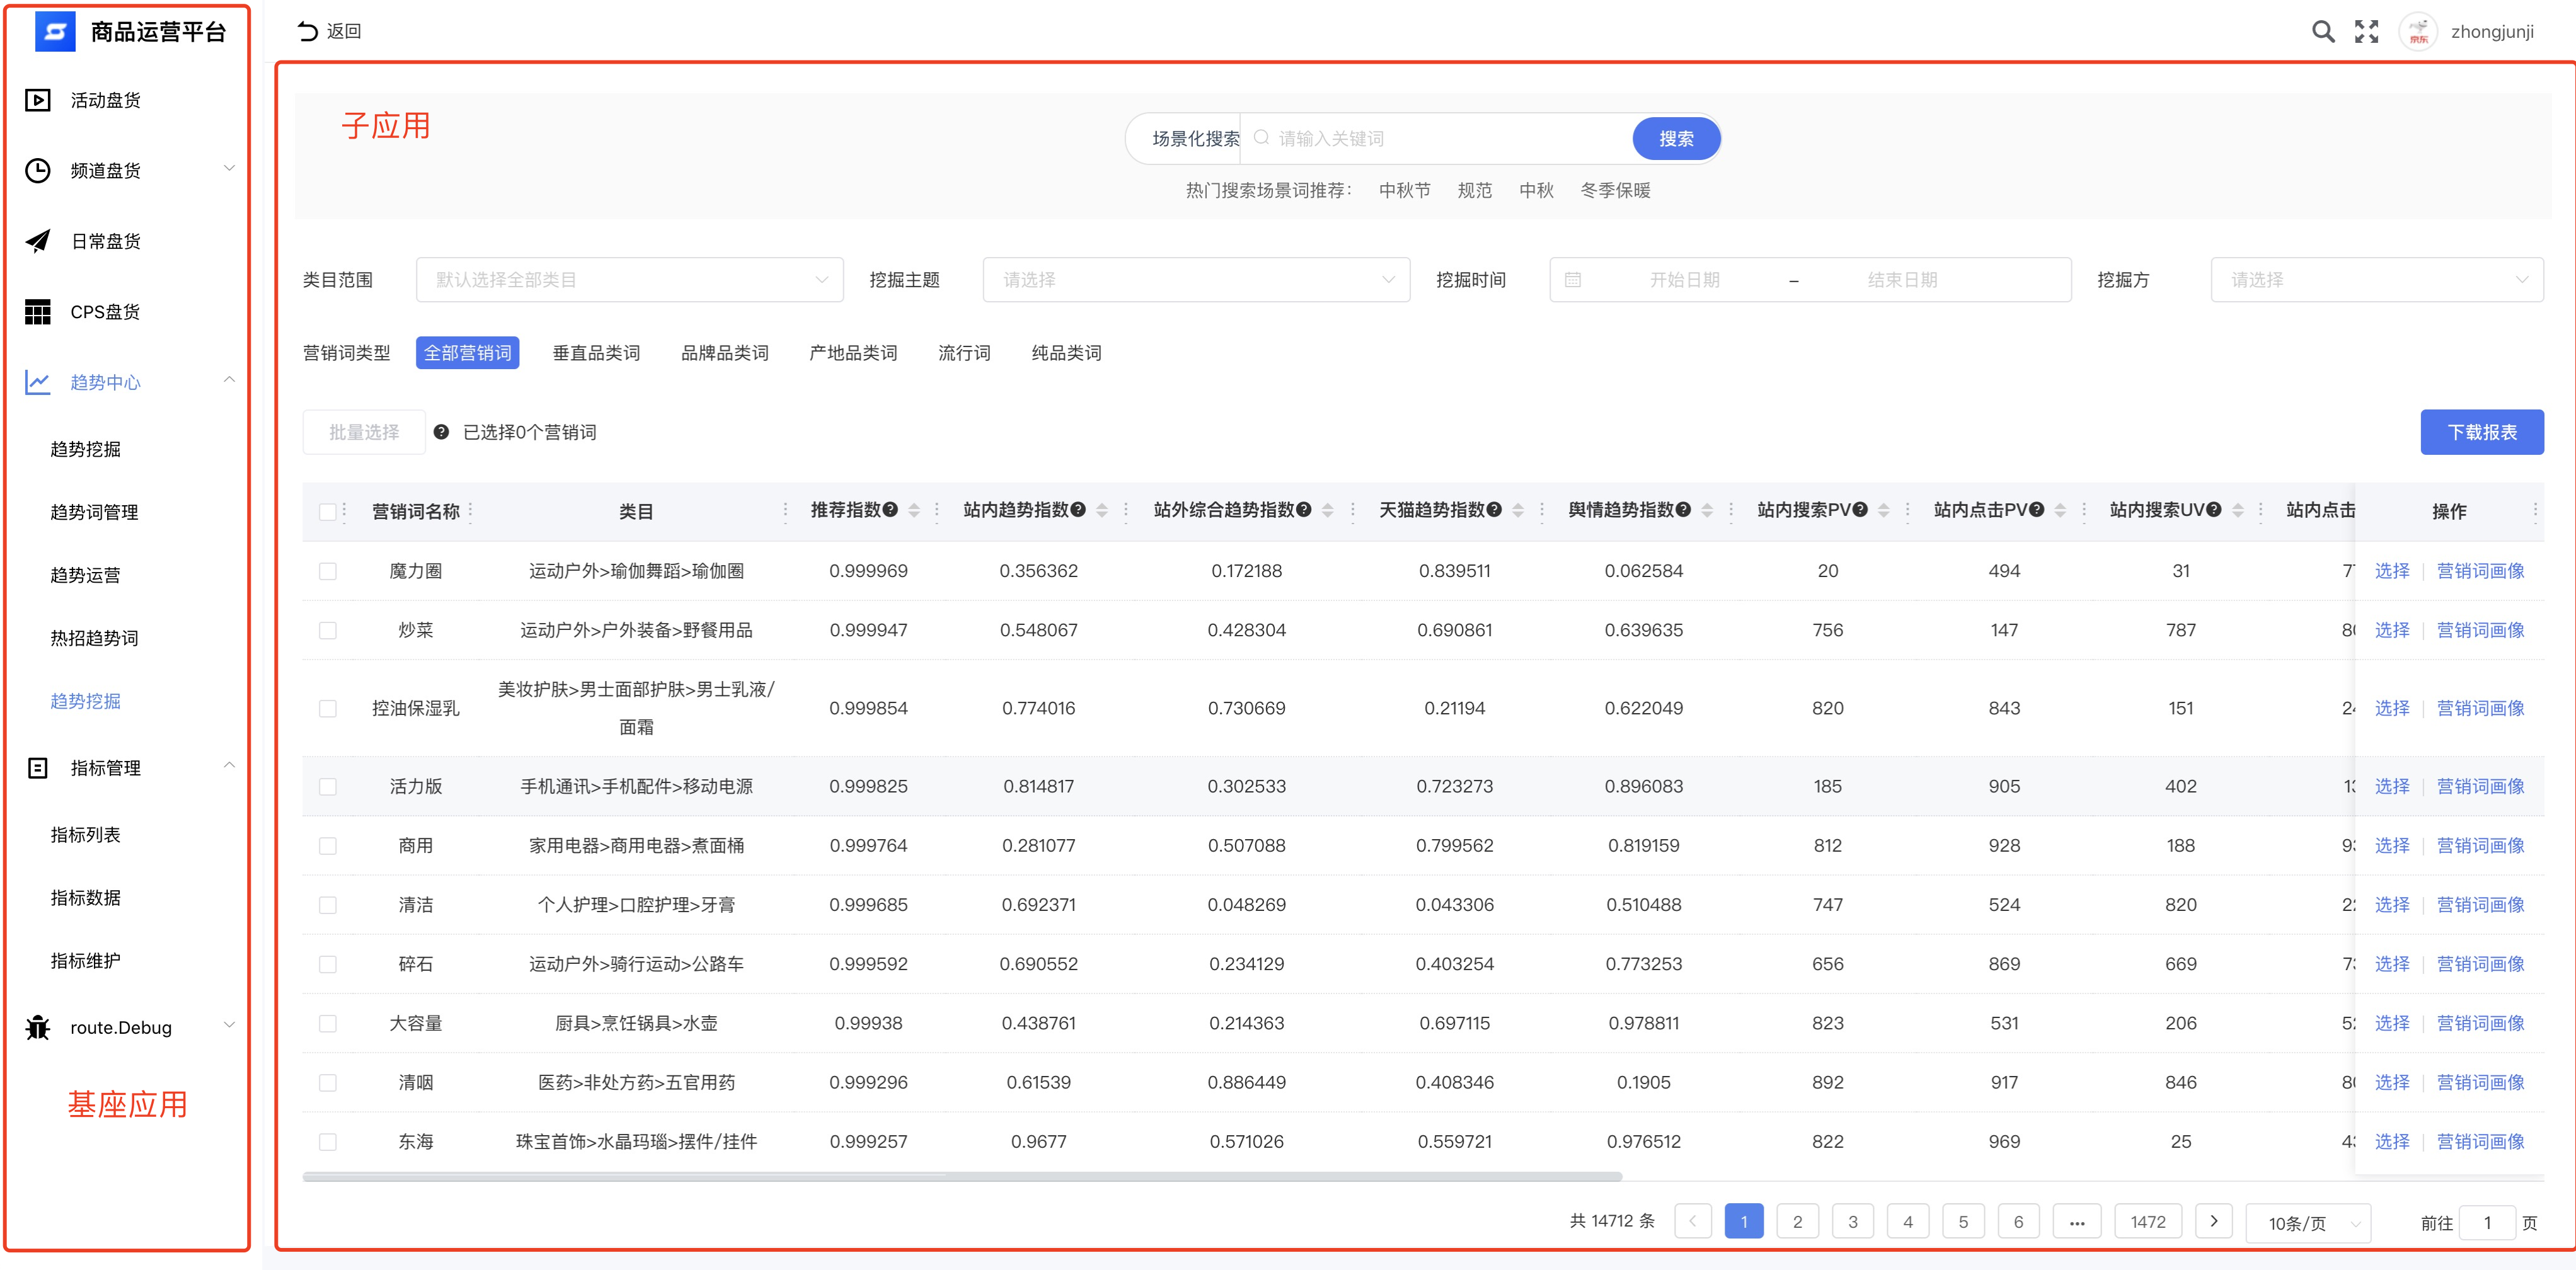 商品运营平台
返回
zhongjunji
京东
活动盘货
频道盘货
日常盘货
CPS盘货
趋势中心
趋势挖掘
趋势词管理
趋势运营
热招趋势词
趋势挖掘
指标管理
指标列表
指标数据
指标维护
route.Debug
基座应用
子应用
场景化搜索 请输入关键词 搜索
热门搜索场景词推荐: 中秋节 规范 中秋 冬季保暖
类目范围 默认选择全部类目 挖掘主题 请选择 挖掘时间 开始日期 – 结束日期 挖掘方 请选择
营销词类型 全部营销词 垂直品类词 品牌品类词 产地品类词 流行词 纯品类词
批量选择 ? 已选择0个营销词 下载报表
营销词名称 类目 推荐指数? 站内趋势指数? 站外综合趋势指数? 天猫趋势指数? 舆情趋势指数? 站内搜索PV? 站内点击PV? 站内搜索UV? 站内点击 操作
魔力圈 运动户外>瑜伽舞蹈>瑜伽圈 0.999969 0.356362 0.172188 0.839511 0.062584 20 494 31 选择 营销词画像
炒菜 运动户外>户外装备>野餐用品 0.999947 0.548067 0.428304 0.690861 0.639635 756 147 787 选择 营销词画像
控油保湿乳 美妆护肤>男士面部护肤>男士乳液/
面霜 0.999854 0.774016 0.730669 0.21194 0.622049 820 843 151 选择 营销词画像
活力版 手机通讯>手机配件>移动电源 0.999825 0.814817 0.302533 0.723273 0.896083 185 905 402 选择 营销词画像
商用 家用电器>商用电器>煮面桶 0.999764 0.281077 0.507088 0.799562 0.819159 812 928 188 选择 营销词画像
清洁 个人护理>口腔护理>牙膏 0.999685 0.692371 0.048269 0.043306 0.510488 747 524 820 选择 营销词画像
碎石 运动户外>骑行运动>公路车 0.999592 0.690552 0.234129 0.403254 0.773253 656 869 669 选择 营销词画像
大容量 厨具>烹饪锅具>水壶 0.99938 0.438761 0.214363 0.697115 0.978811 823 531 206 选择 营销词画像
清咽 医药>非处方药>五官用药 0.999296 0.61539 0.886449 0.408346 0.1905 892 917 846 选择 营销词画像
东海 珠宝首饰>水晶玛瑙>摆件/挂件 0.999257 0.9677 0.571026 0.559721 0.976512 822 969 25 选择 营销词画像
共 14712 条 1 2 3 4 5 6 ... 1472 10条/页 前往 1 页